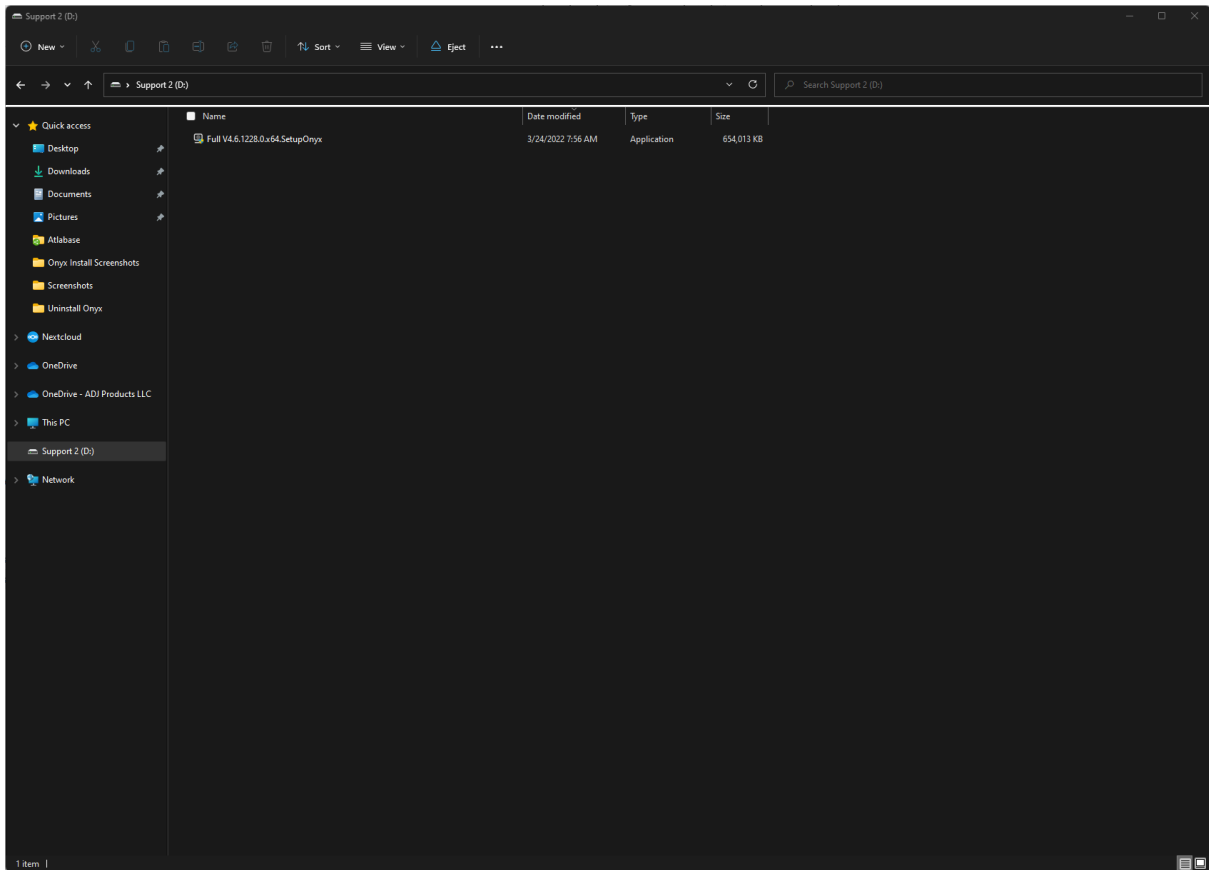 Support 2 (D:)
New
Sort
View
Eject
Support 2 (D:)
Search Support 2 (D:)
Name Date modified Type Size
Full V4.6.1228.0.x64.SetupOnyx 3/24/2022 7:56 AM Application 654,013 KB
Quick access
Desktop
Downloads
Documents
Pictures
Atlabase
Onyx Install Screenshots
Screenshots
Uninstall Onyx
Nextcloud
OneDrive
OneDrive - ADJ Products LLC
This PC
Support 2 (D:)
Network
1 item